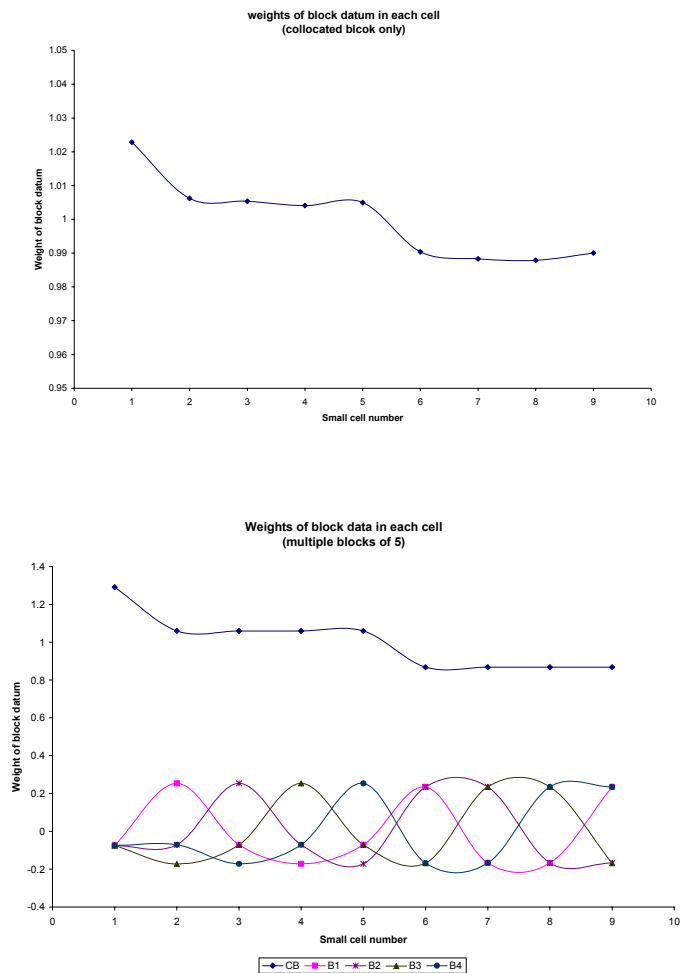 weights of block datum in each cell
(collocated blcok only)
1.05
1.04
1.03
1.02
1.01
1
0.99
0.98
0.97
0.96
0.95
Weight of block datum
0 1 2 3 4 5 6 7 8 9 10
Small cell number
Weights of block data in each cell
(multiple blocks of 5)
1.4
1.2
1
0.8
0.6
0.4
0.2
0
-0.2
-0.4
Weight of block datum
0 1 2 3 4 5 6 7 8 9 10
Small cell number
CB B1 B2 B3 B4